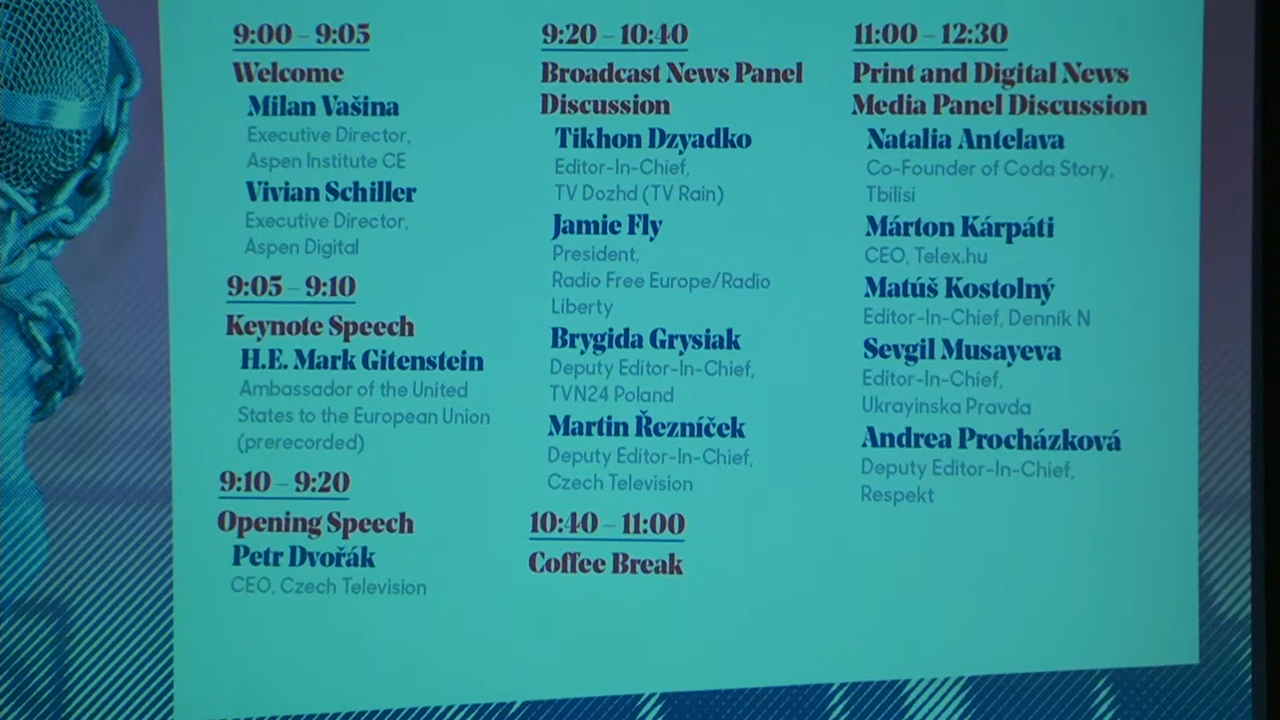 9:00 – 9:05
Welcome
Milan Vašina
Executive Director,
Aspen Institute CE
Vivian Schiller
Executive Director,
Aspen Digital
9:05 – 9:10
Keynote Speech
H.E. Mark Gitenstein
Ambassador of the United
States to the European Union
(prerecorded)
9:10 – 9:20
Opening Speech
Petr Dvořák
CEO, Czech Television
9:20 – 10:40
Broadcast News Panel
Discussion
Tikhon Dzyadko
Editor-In-Chief,
TV Dozhd (TV Rain)
Jamie Fly
President,
Radio Free Europe/Radio
Liberty
Brygida Grysiak
Deputy Editor-In-Chief,
TVN24 Poland
Martin Řezníček
Deputy Editor-In-Chief,
Czech Television
10:40 – 11:00
Coffee Break
11:00 – 12:30
Print and Digital News
Media Panel Discussion
Natalia Antelava
Co-Founder of Coda Story,
Tbilisi
Márton Kárpáti
CEO, Telex.hu
Matúš Kostolný
Editor-In-Chief, Denník N
Sevgil Musayeva
Editor-In-Chief,
Ukrayinska Pravda
Andrea Procházková
Deputy Editor-In-Chief,
Respekt